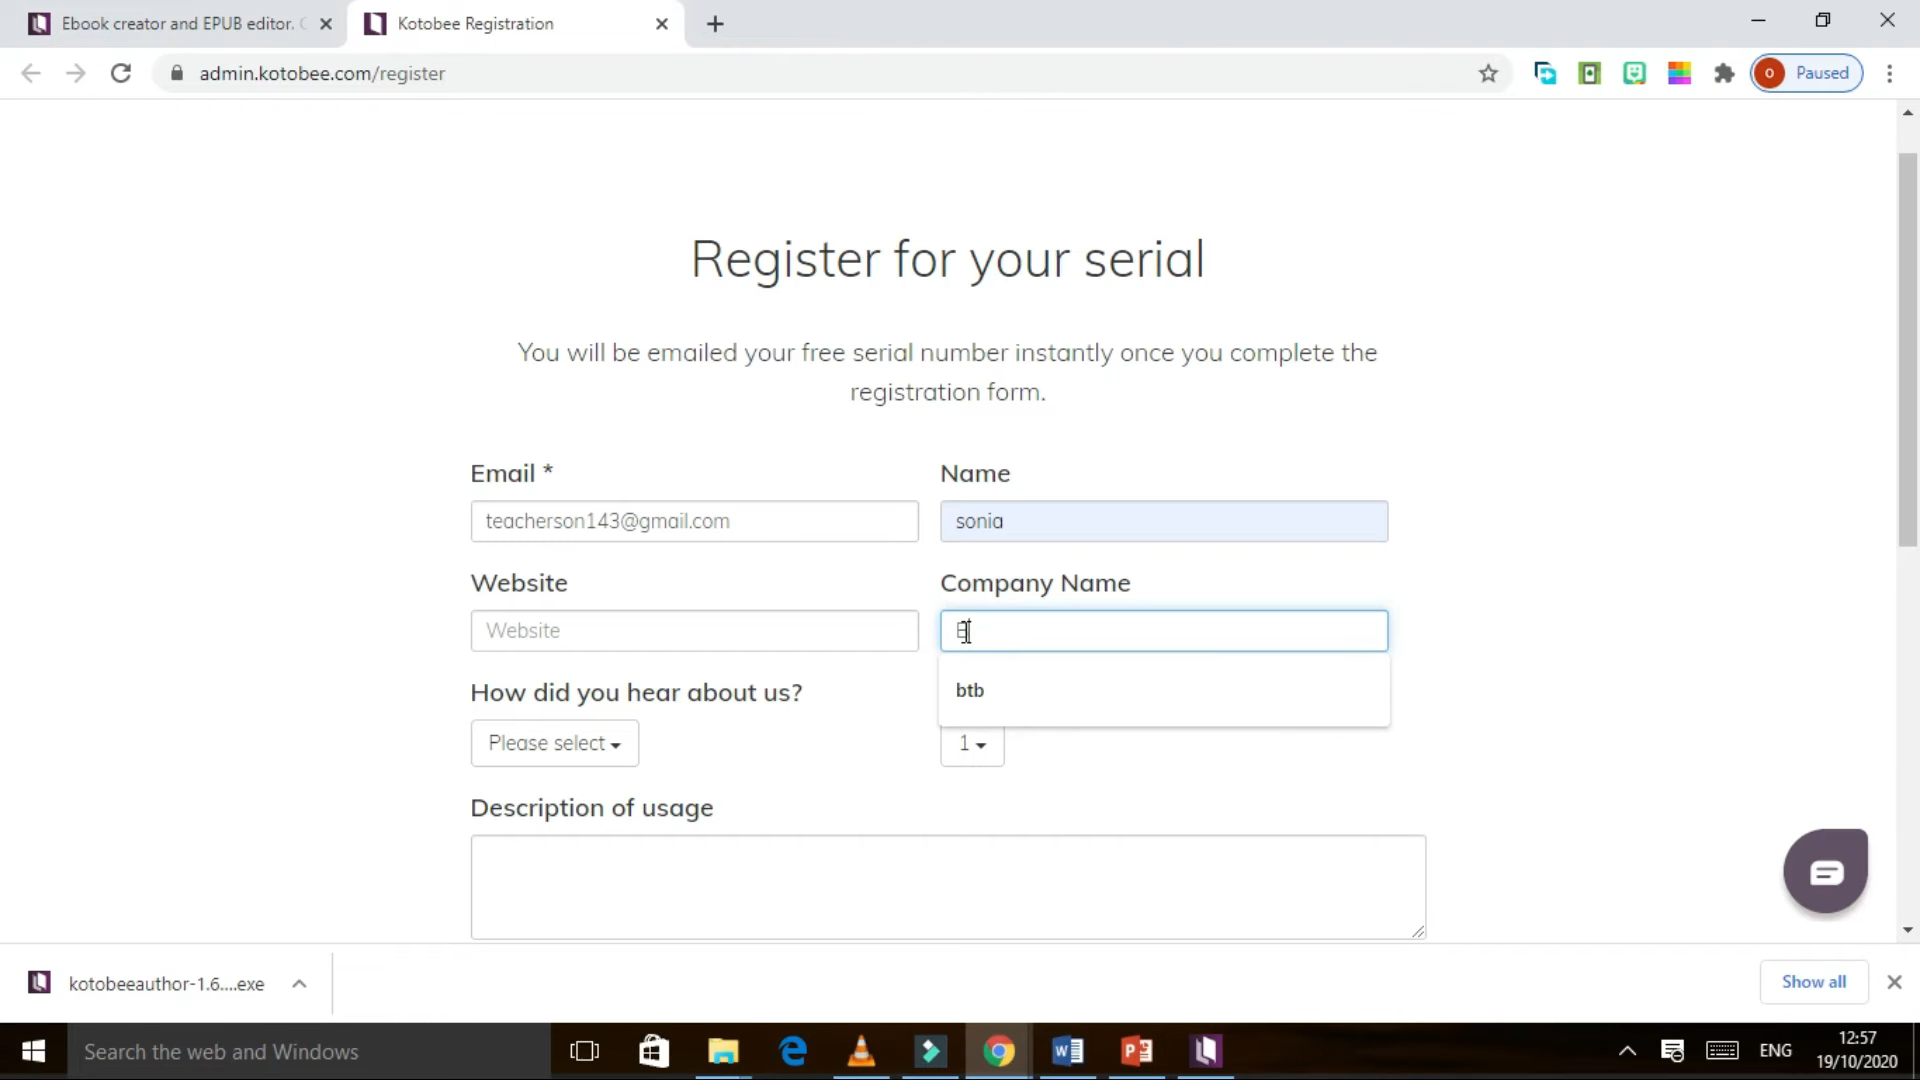 Ebook creator and EPUB editor.
Kotobee Registration
admin.kotobee.com/register
O Paused
Register for your serial
You will be emailed your free serial number instantly once you complete the
registration form.
Email * Name
teacherson143@gmail.com sonia
Website Company Name
Website
btb
How did you hear about us?
Please select 1
Description of usage
kotobeeauthor-1.6....exe Show all
Search the web and Windows ENG 12:57
19/10/2020